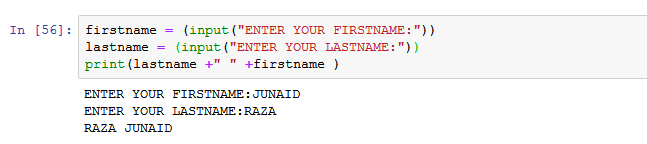 In [56]: firstname = (input("ENTER YOUR FIRSTNAME:"))
lastname = (input("ENTER YOUR LASTNAME:"))
print(lastname +" " +firstname )
ENTER YOUR FIRSTNAME:JUNAID
ENTER YOUR LASTNAME:RAZA
RAZA JUNAID